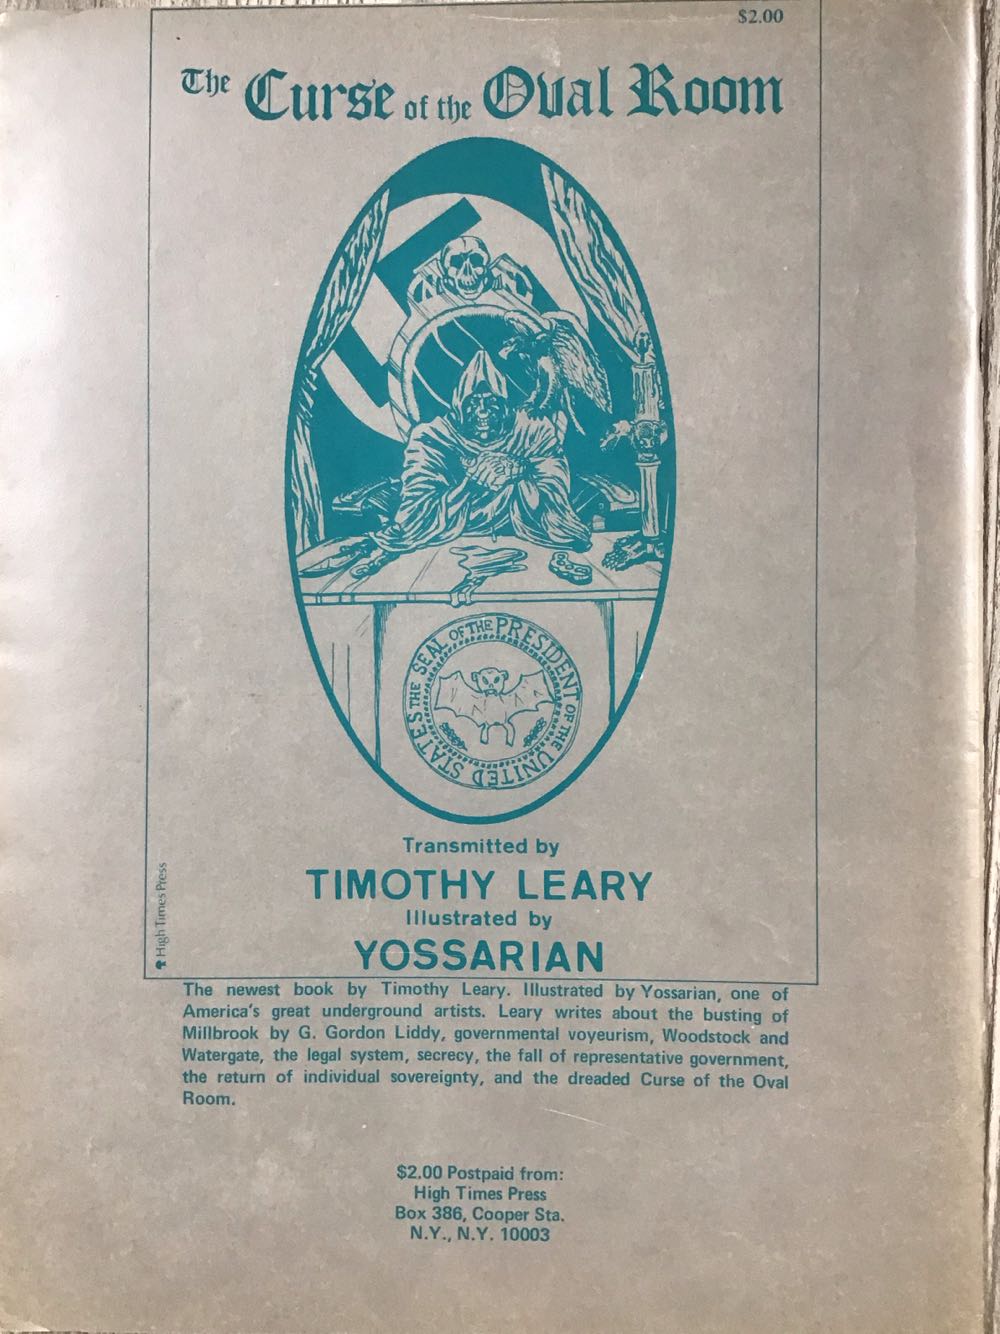 $2.00
The Curse of the Oval Room
THE SEAL OF THE PRESIDENT OF THE UNITED STATES
Transmitted by
TIMOTHY LEARY
Illustrated by
YOSSARIAN
High Times Press
The newest book by Timothy Leary. Illustrated by Yossarian, one of
America's great underground artists. Leary writes about the busting of
Millbrook by G. Gordon Liddy, governmental voyeurism, Woodstock and
Watergate, the legal system, secrecy, the fall of representative government,
the return of individual sovereignty, and the dreaded Curse of the Oval
Room.
$2.00 Postpaid from:
High Times Press
Box 386, Cooper Sta.
N.Y., N.Y. 10003